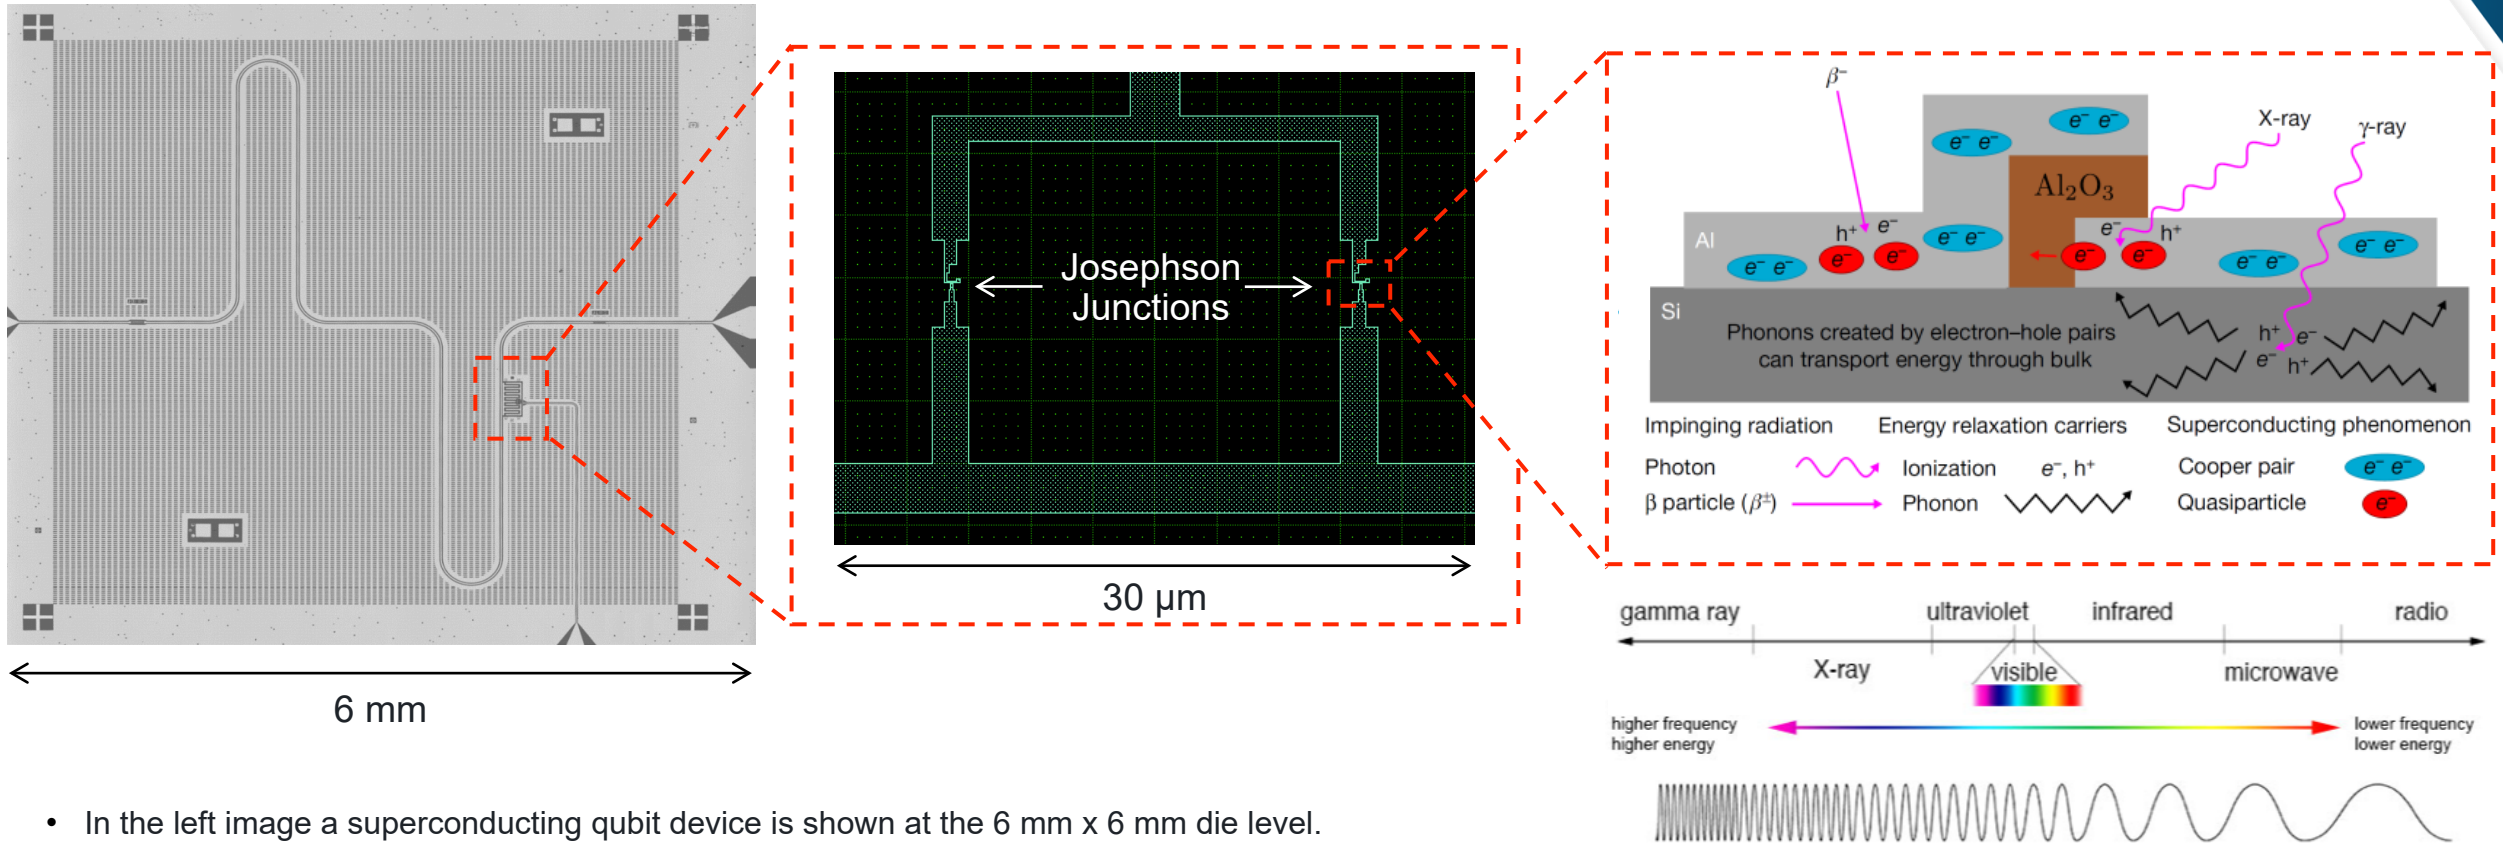 6 mm
Josephson
Junctions
30 µm
β⁻
X-ray
γ-ray
e⁻ e⁻
e⁻ e⁻
Al₂O₃
Al
h⁺ e⁻
e⁻ e⁻
e⁻ h⁺
e⁻ e⁻
e⁻ e⁻
e⁻
e⁻
e⁻
e⁻
e⁻ e⁻
Si
Phonons created by electron–hole pairs
can transport energy through bulk
h⁺ e⁻
e⁻ h⁺
Impinging radiation Energy relaxation carriers Superconducting phenomenon
Photon Ionization e⁻, h⁺ Cooper pair e⁻ e⁻
β particle (β±) Phonon Quasiparticle e⁻
gamma ray ultraviolet infrared radio
X-ray visible microwave
higher frequency lower frequency
higher energy lower energy
• In the left image a superconducting qubit device is shown at the 6 mm x 6 mm die level.